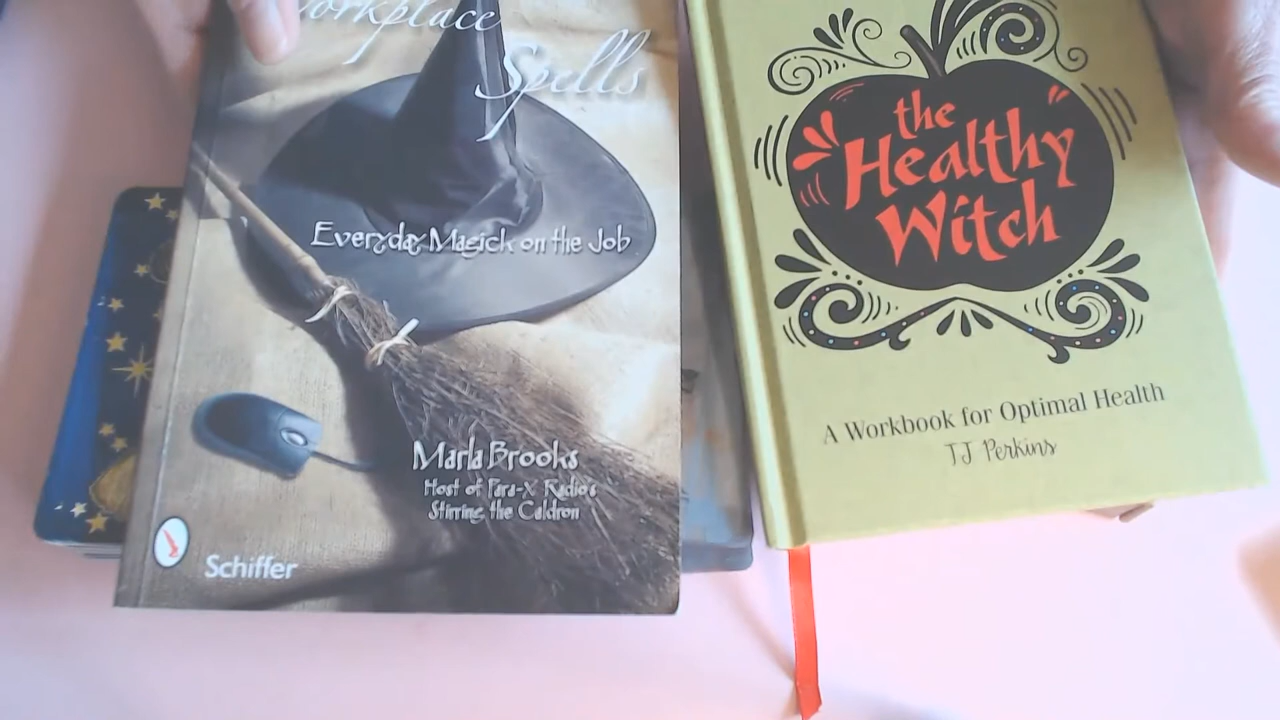 Workplace
Spells
Everyday Magick on the Job
Marla Brooks
Host of Para-X Radio's
Stirring the Caldron
Schiffer
the
Healthy
Witch
A Workbook for Optimal Health
TJ Perkins